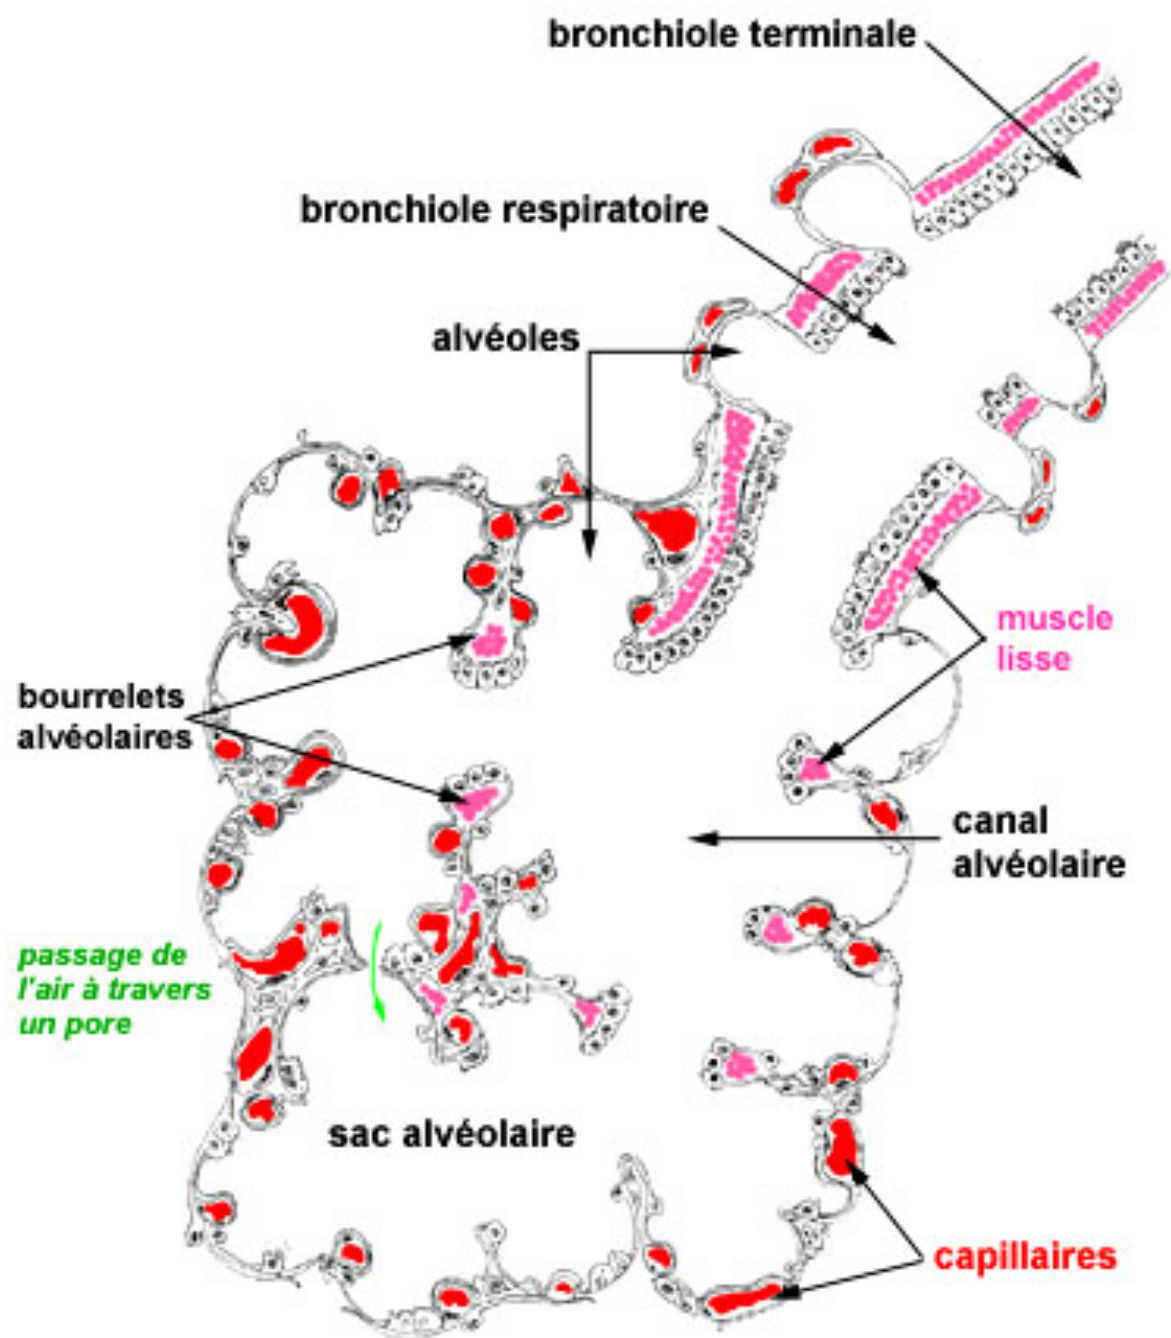 bronchiole terminale
bronchiole respiratoire
alvéoles
muscle
lisse
bourrelets
alvéolaires
canal
alvéolaire
passage de
l'air à travers
un pore
sac alvéolaire
capillaires